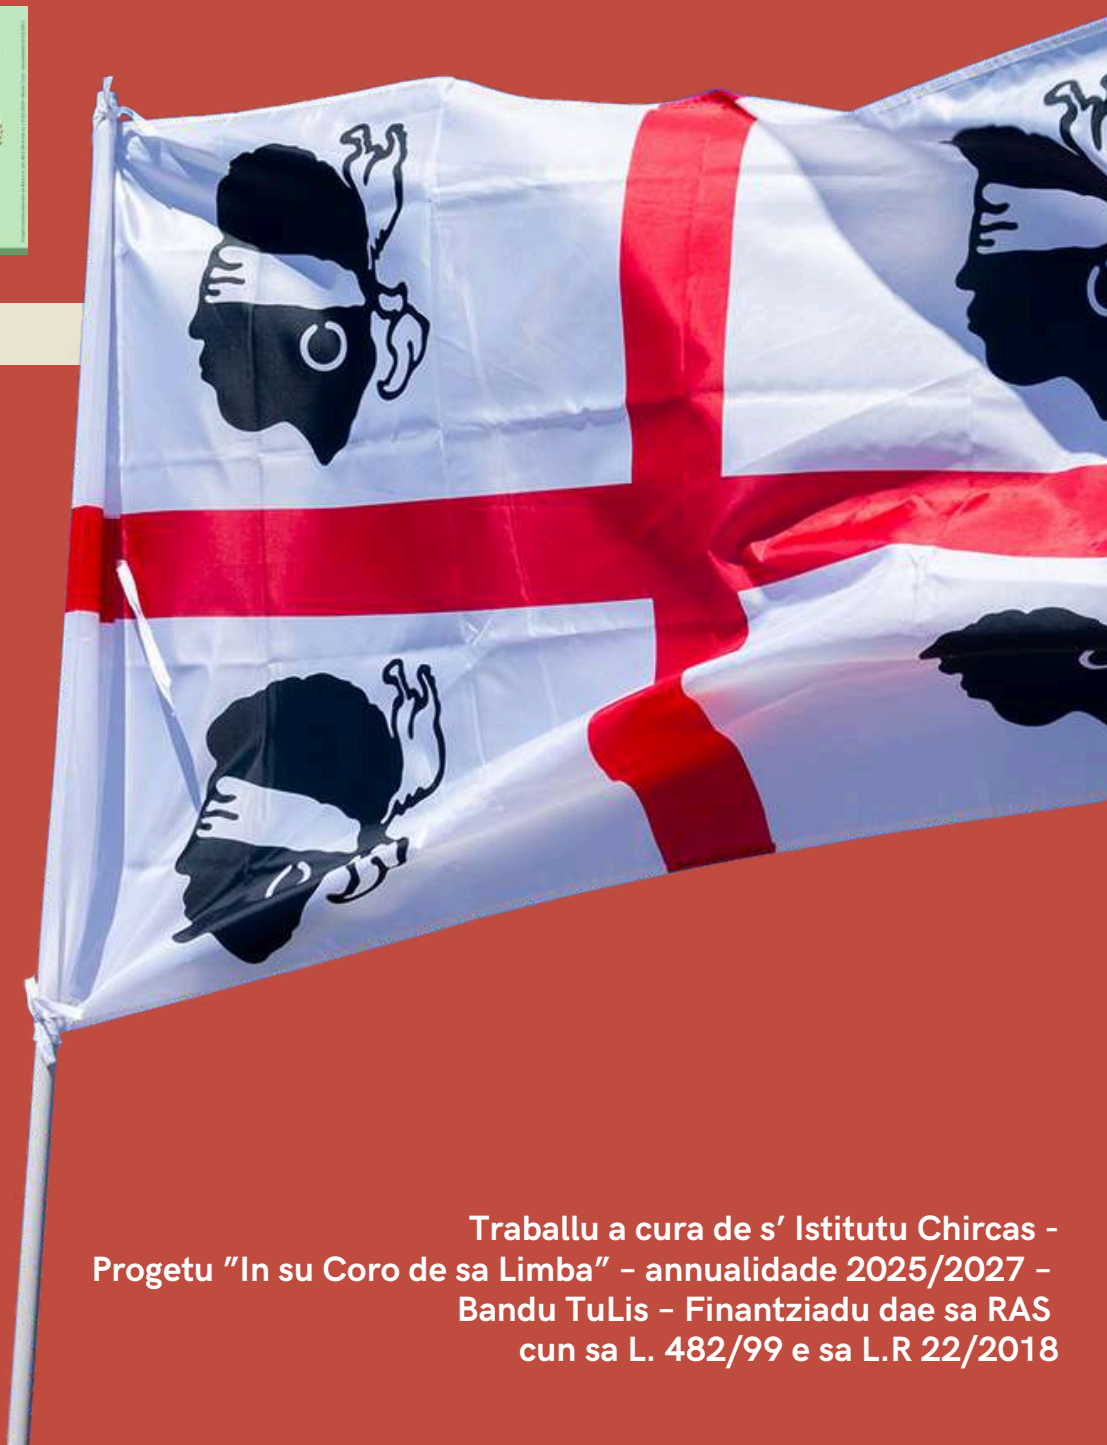 Traballu a cura de s’ Istitutu Chircas -
Progetu ”In su Coro de sa Limba” – annualidade 2025/2027 –
Bandu TuLis – Finantziadu dae sa RAS
cun sa L. 482/99 e sa L.R 22/2018